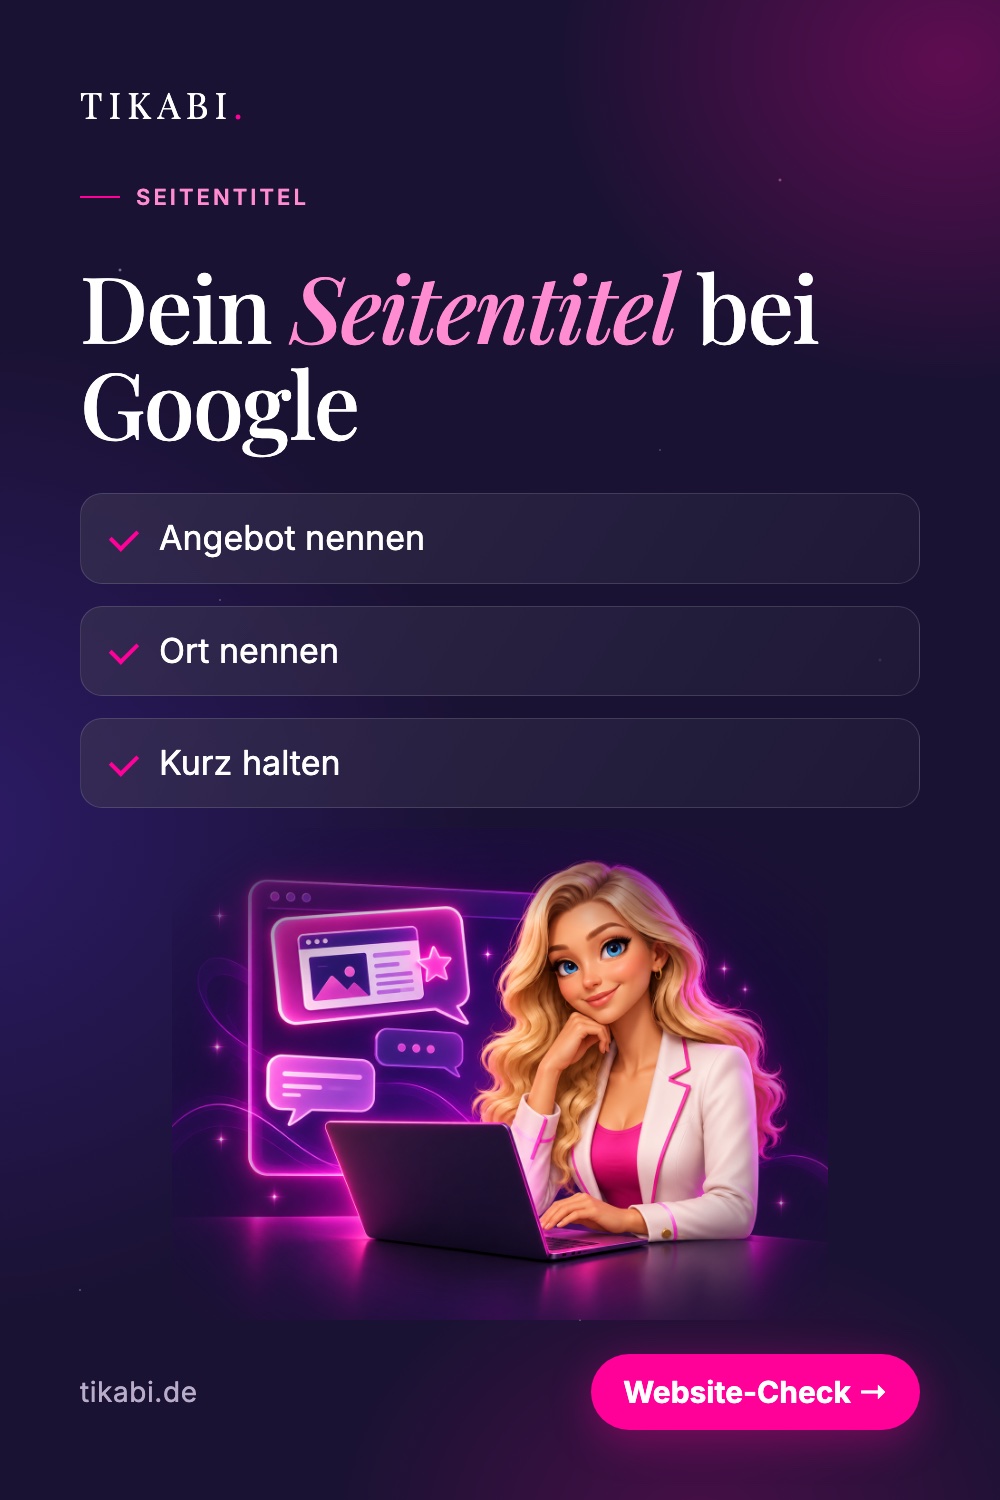 TIKABI.
SEITENTITEL
Dein Seitentitel bei
Google
Angebot nennen
Ort nennen
Kurz halten
tikabi.de
Website-Check →